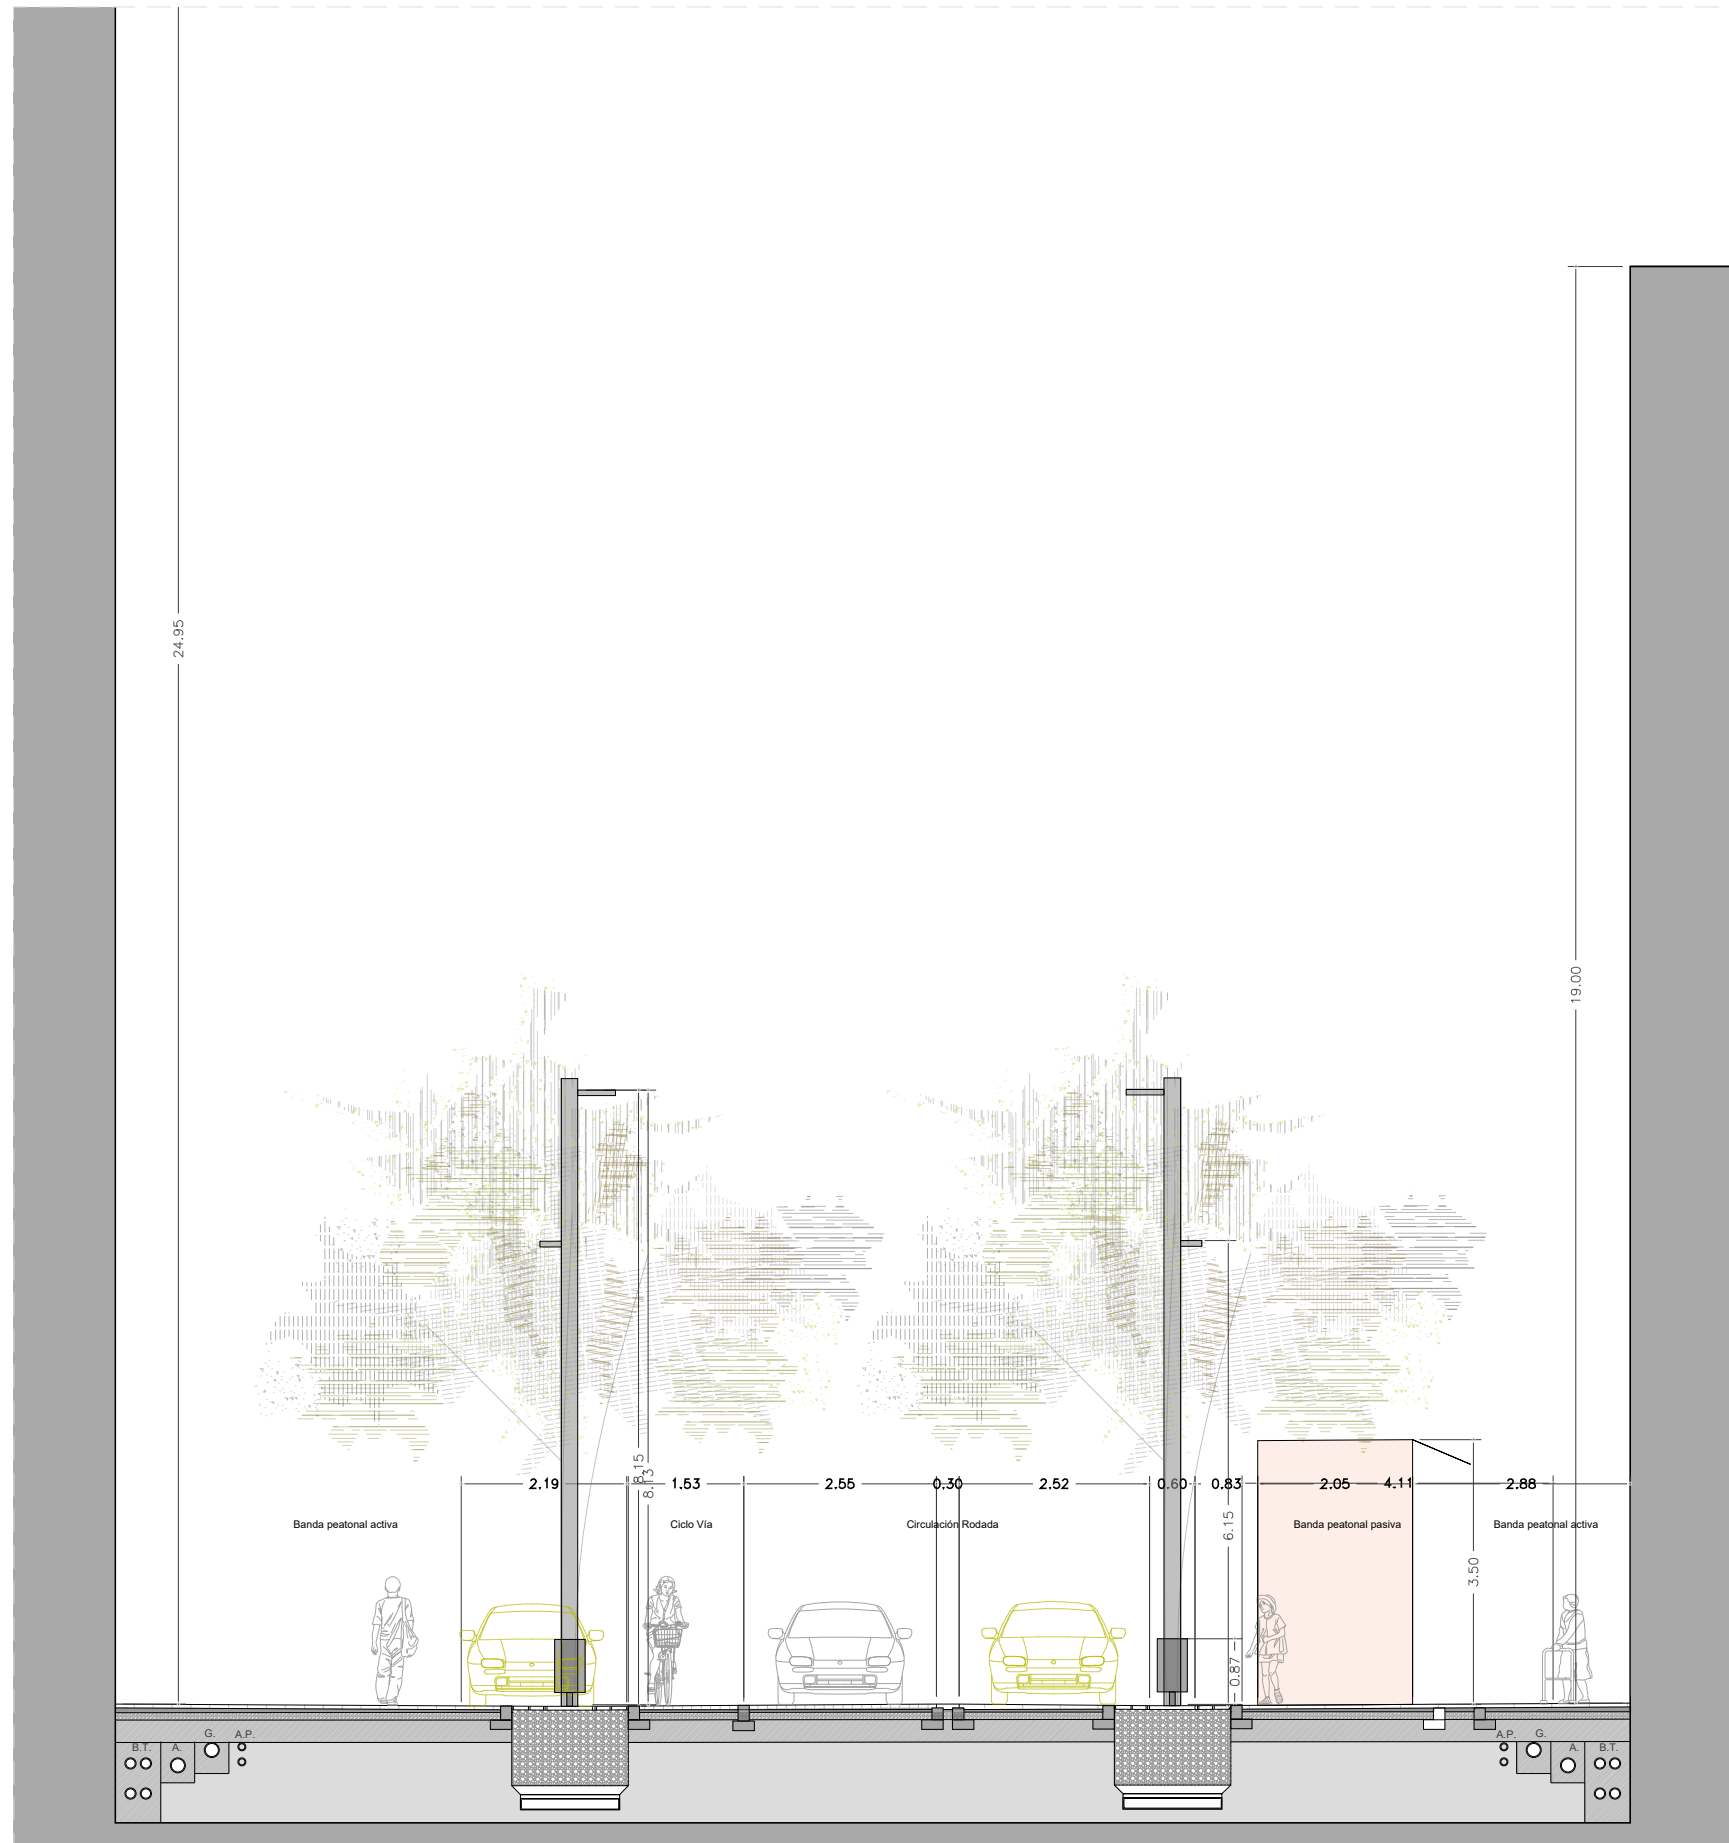 24.95
19.00
8.15
8.13
2.19
1.53
2.55
0.30
2.52
0.60
0.83
2.05
4.11
2.88
Banda peatonal activa
Ciclo Vía
Circulación Rodada
Banda peatonal pasiva
Banda peatonal activa
6.15
3.50
0.87
B.T.
A.
G.
A.P.
A.P.
G.
A.
B.T.